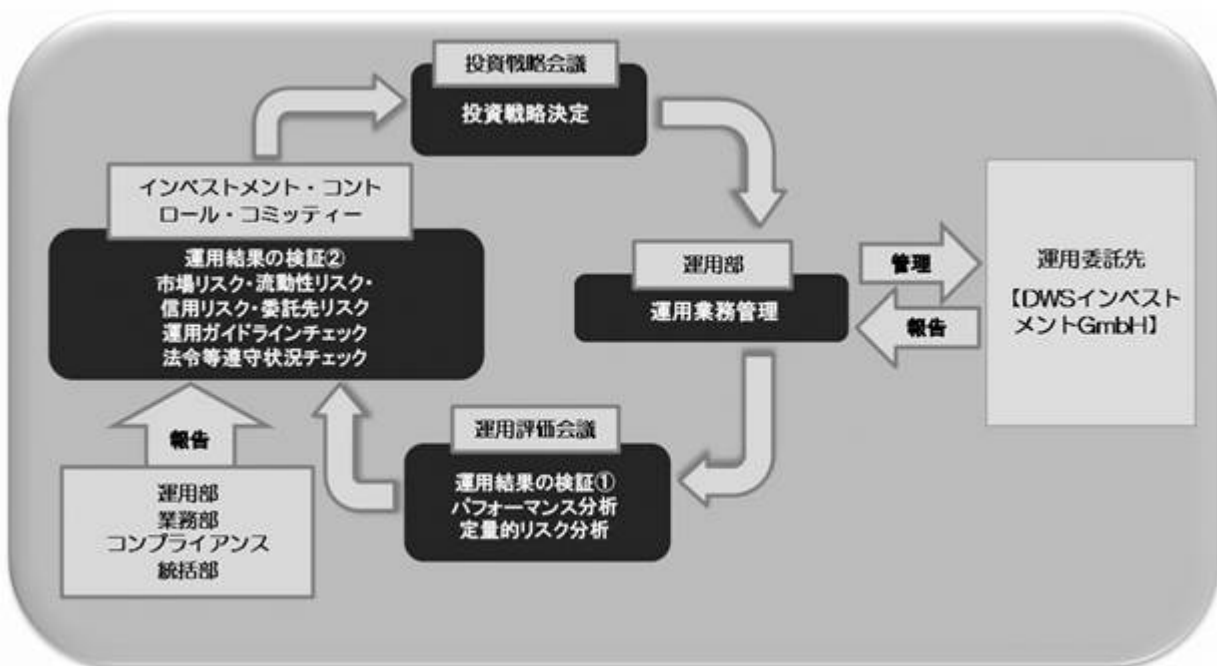 投資戦略会議
投資戦略決定
インベストメント・コント
ロール・コミッティー
運用結果の検証②
市場リスク・流動性リスク・
信用リスク・委託先リスク
運用ガイドラインチェック
法令等遵守状況チェック
運用部
運用業務管理
管理
報告
運用委託先
【DWSインベスト
メントGmbH】
運用評価会議
運用結果の検証①
パフォーマンス分析
定量的リスク分析
報告
運用部
業務部
コンプライアンス
統括部